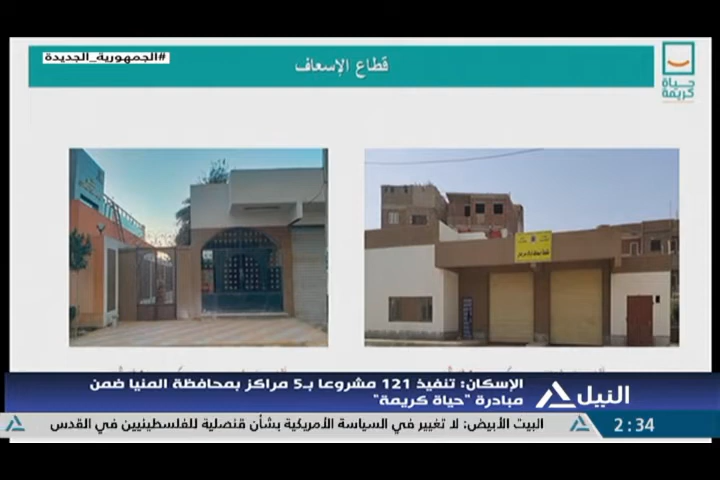 #الجمهورية_الجديدة
قطاع الإسعاف
حياة
كريمة
الإسكان: تنفيذ 121 مشروعا بـ5 مراكز بمحافظة المنيا ضمن
مبادرة "حياة كريمة"
النيل
البيت الأبيض: لا تغيير في السياسة الأمريكية بشأن قنصلية للفلسطينيين في القدس
2:34